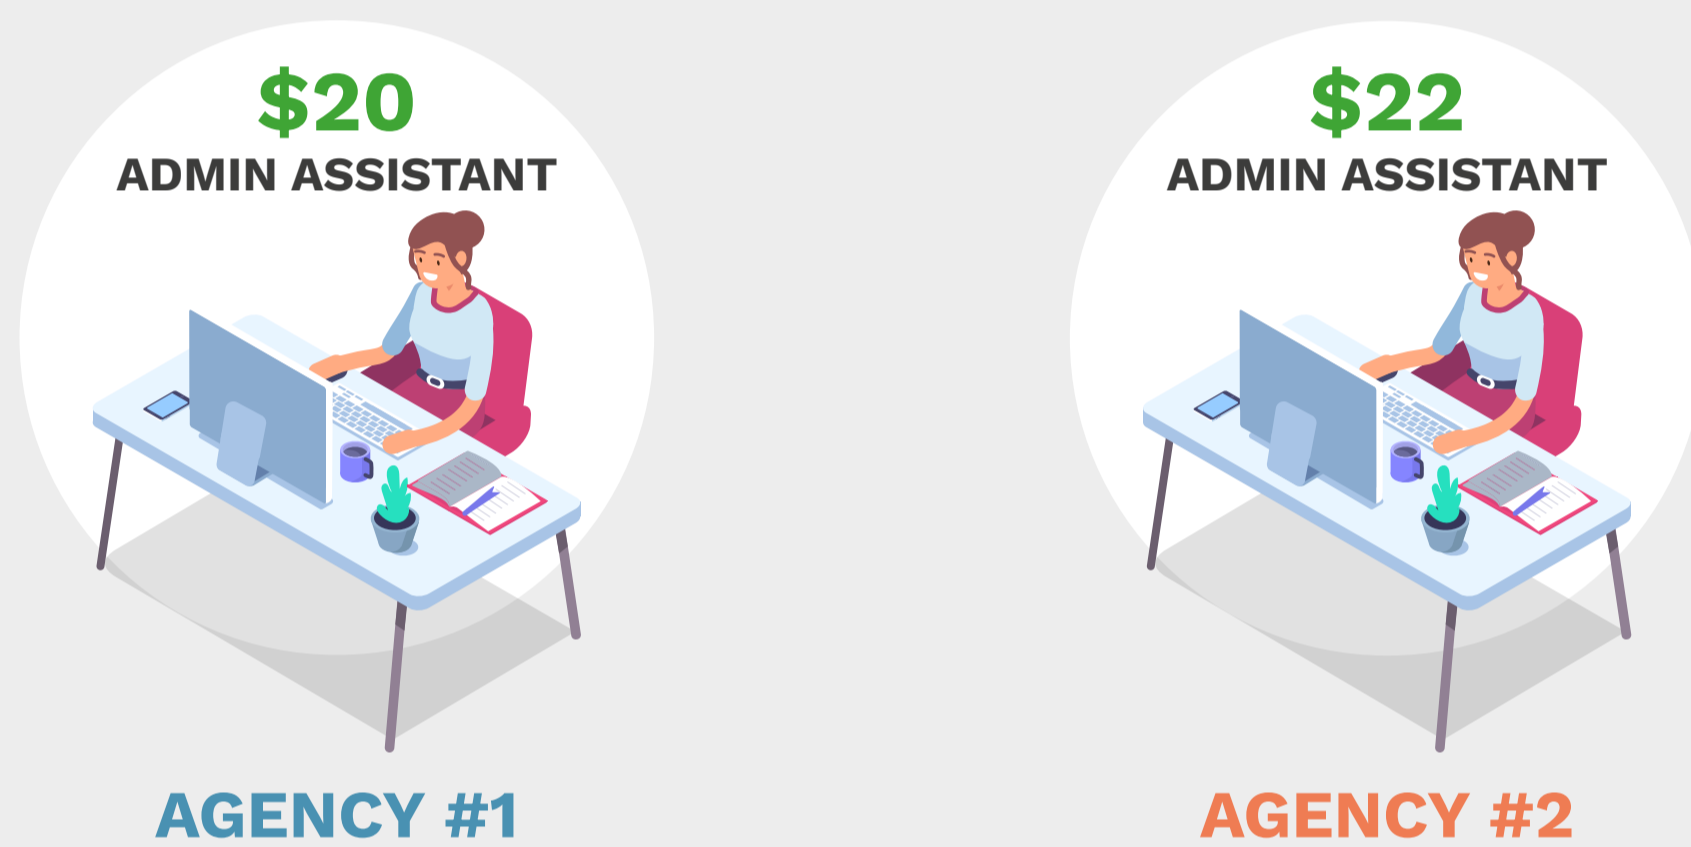 $20
ADMIN ASSISTANT
AGENCY #1
$22
ADMIN ASSISTANT
AGENCY #2